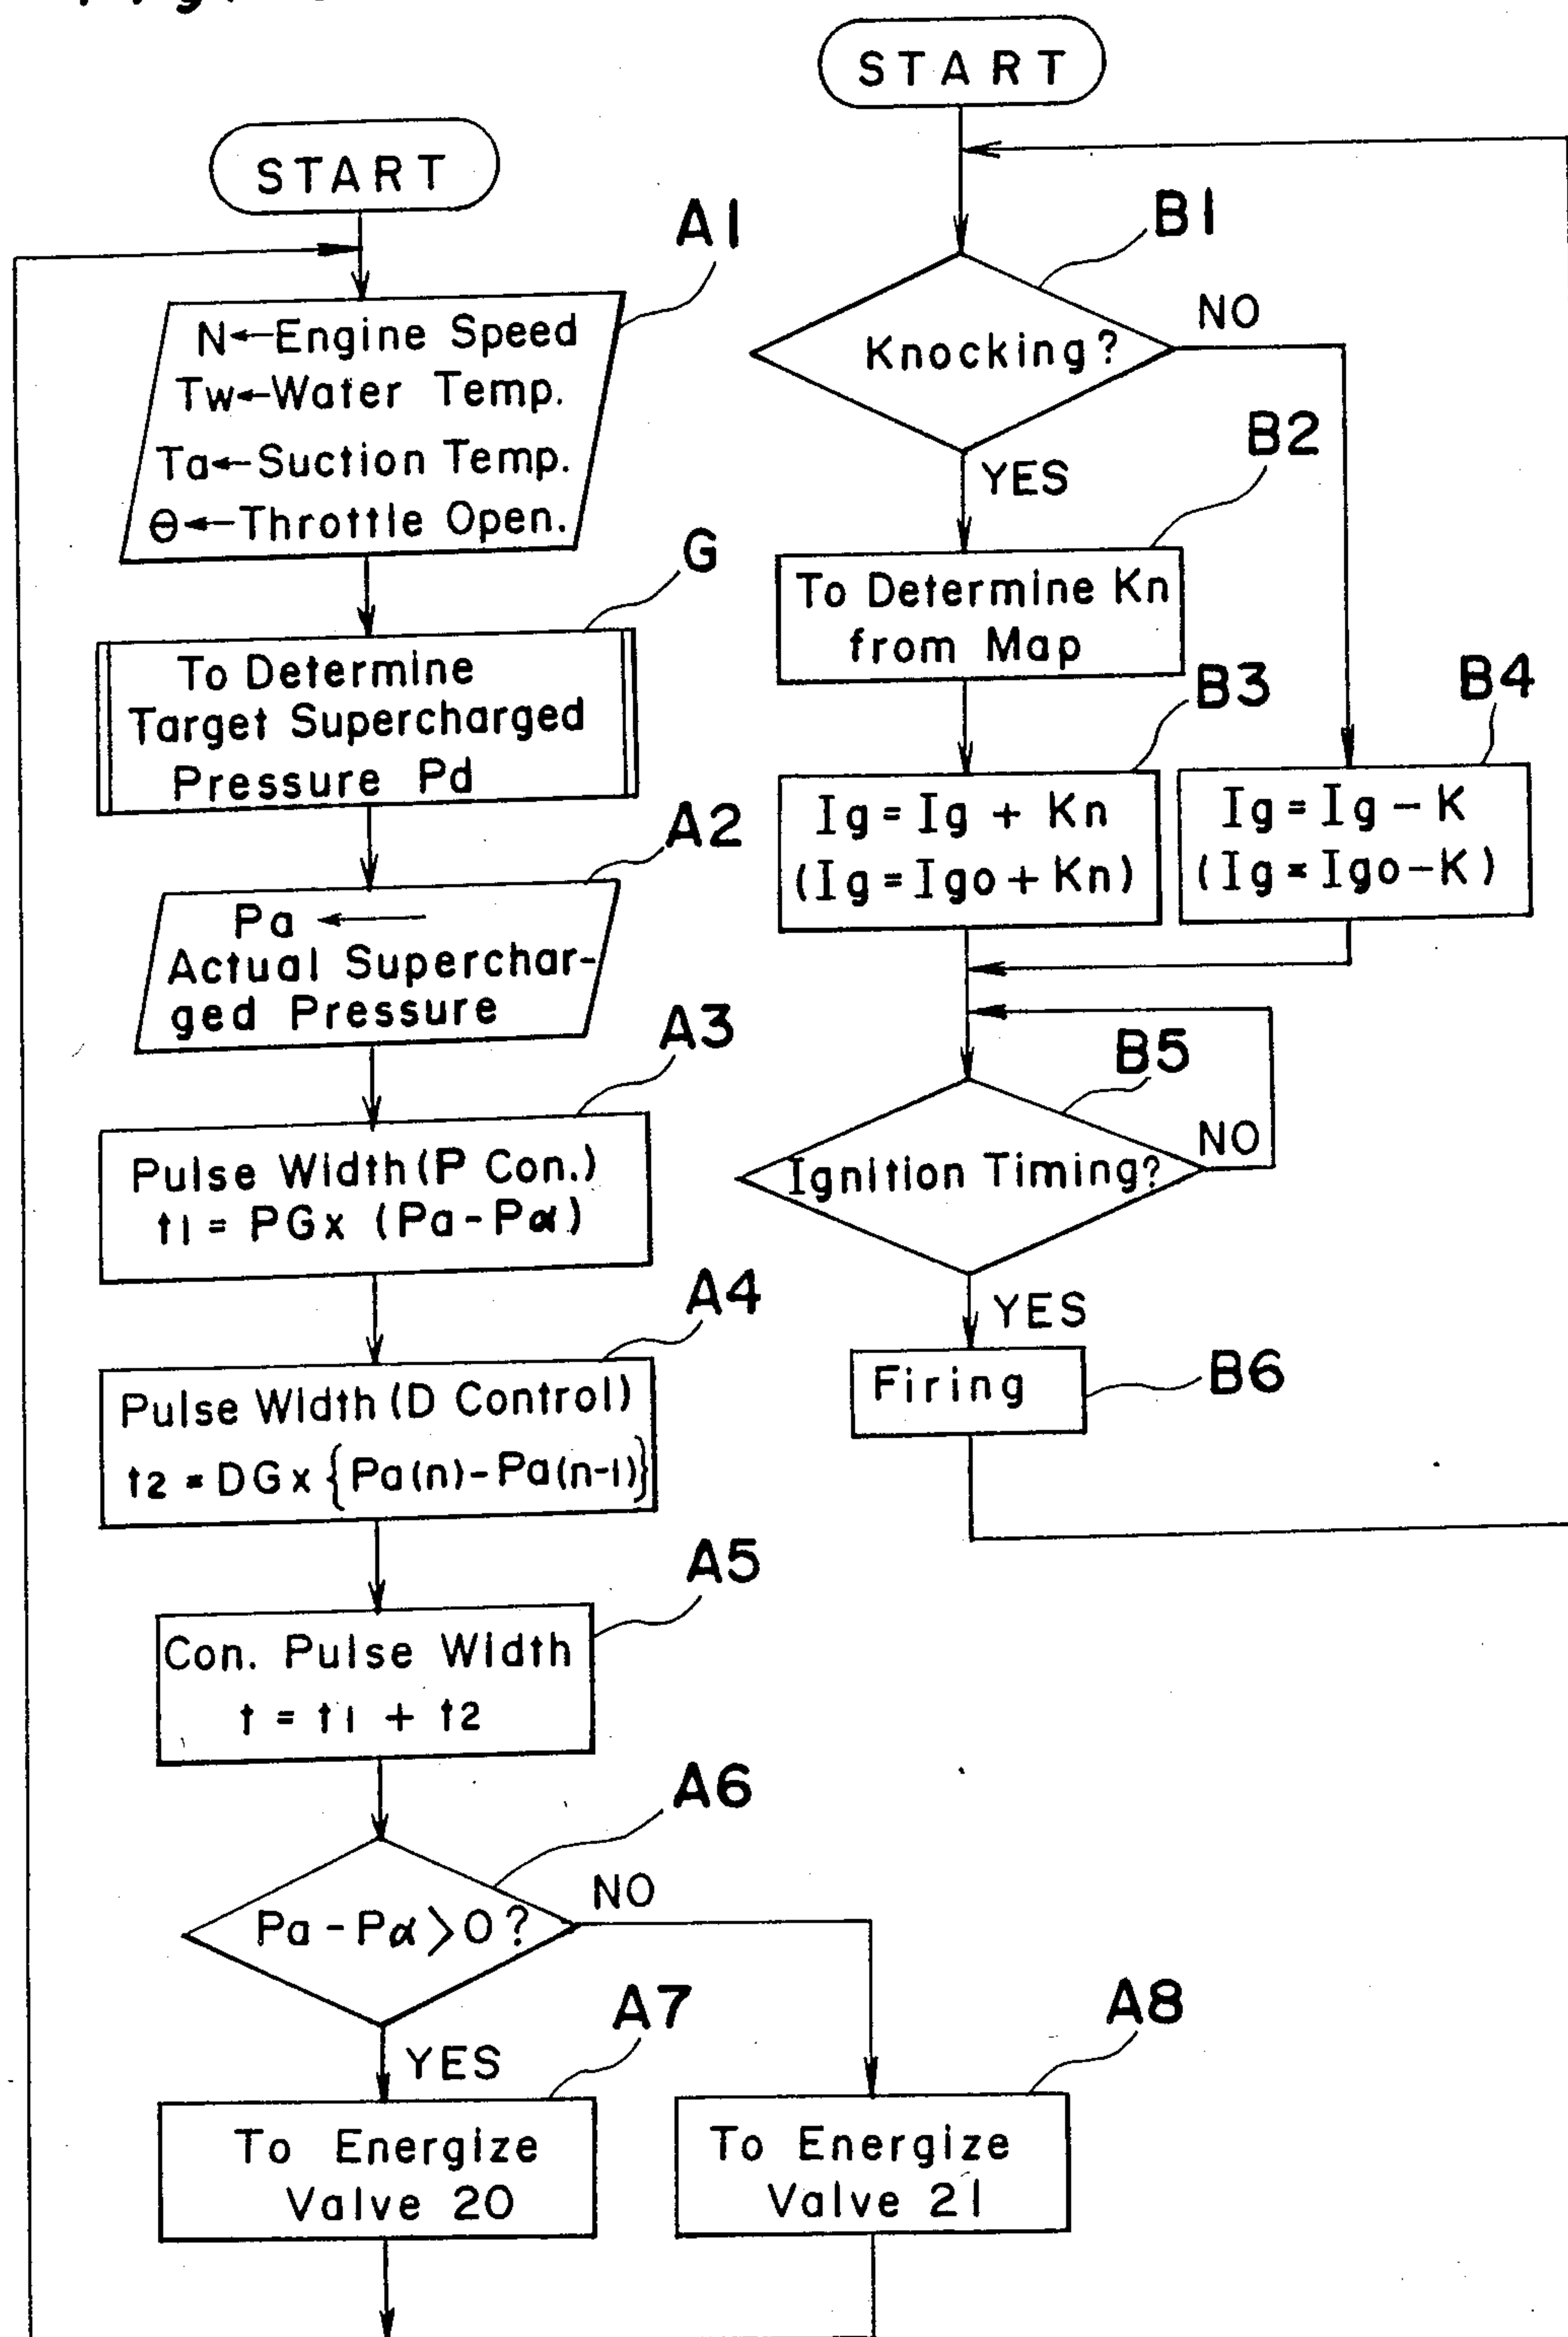 START
A1
N←Engine Speed
Tw←Water Temp.
Ta←Suction Temp.
Θ←Throttle Open.
G
To Determine
Target Supercharged
Pressure Pd
A2
Pa ←
Actual Superchar-
ged Pressure
A3
Pulse Width (P Con.)
t1 = PG x (Pa - Pα)
A4
Pulse Width (D Control)
t2 = DG x {Pa(n) - Pa(n-1)}
A5
Con. Pulse Width
t = t1 + t2
A6
Pa - Pα > 0 ?
NO
YES
A7
To Energize
Valve 20
A8
To Energize
Valve 21
START
B1
Knocking?
NO
YES
B2
To Determine Kn
from Map
B3
Ig = Ig + Kn
(Ig = Igo + Kn)
B4
Ig = Ig - K
(Ig = Igo - K)
B5
Ignition Timing?
NO
YES
Firing
B6